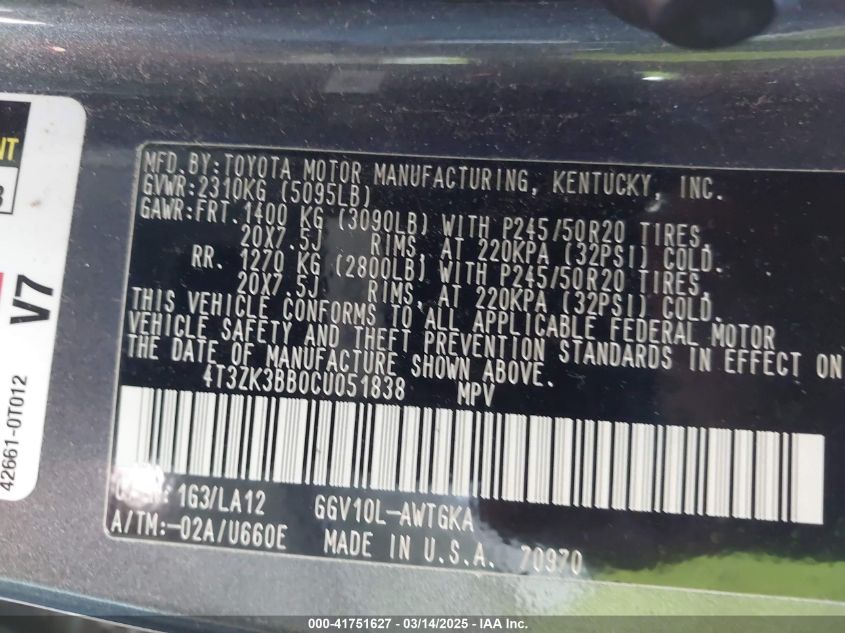 MFD. BY: TOYOTA MOTOR MANUFACTURING, KENTUCKY, INC.
GVWR: 2310KG (5095LB)
GAWR: FRT. 1400 KG (3090LB) WITH P245/50R20 TIRES,
20X7.5J RIMS, AT 220KPA (32PSI) COLD.
RR. 1270 KG (2800LB) WITH P245/50R20 TIRES,
20X7.5J RIMS, AT 220KPA (32PSI) COLD.
THIS VEHICLE CONFORMS TO ALL APPLICABLE FEDERAL MOTOR
VEHICLE SAFETY AND THEFT PREVENTION STANDARDS IN EFFECT ON
THE DATE OF MANUFACTURE SHOWN ABOVE.
4T3ZK3BB0CU051838 MPV
1G3/LA12 GGV10L-AWTGKA
A/TM:-02A/U660E MADE IN U.S.A. 70970
V7
42661-0T012
000 - 41751627 - 03/14/2025 - IAA Inc.